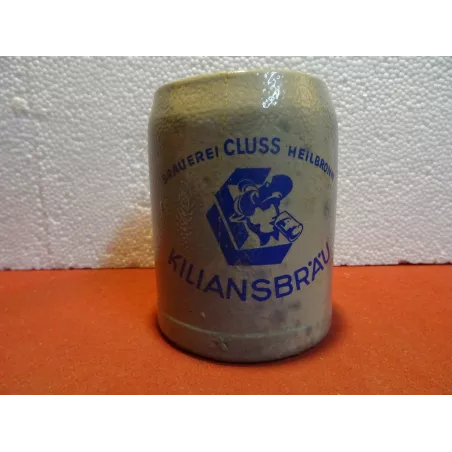 BRAUEREI CLUSS HEILBRONN
KILIANSBRÄU